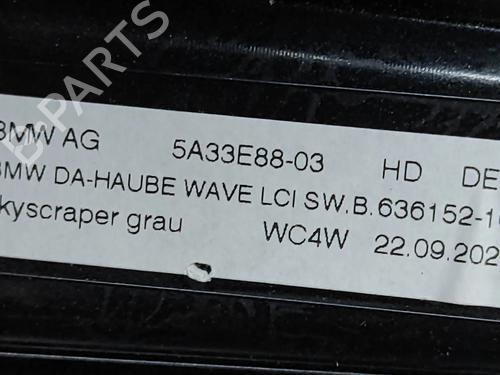 B-PARTS
BMW AG 5A33E88-03 HD DE
BMW DA-HAUBE WAVE LCI SW.B.636152-1
kyscraper grau WC4W 22.09.202